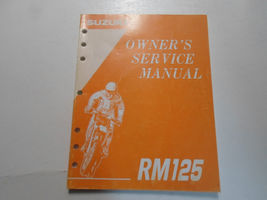 SUZUKI
OWNER'S
SERVICE
MANUAL
RM125